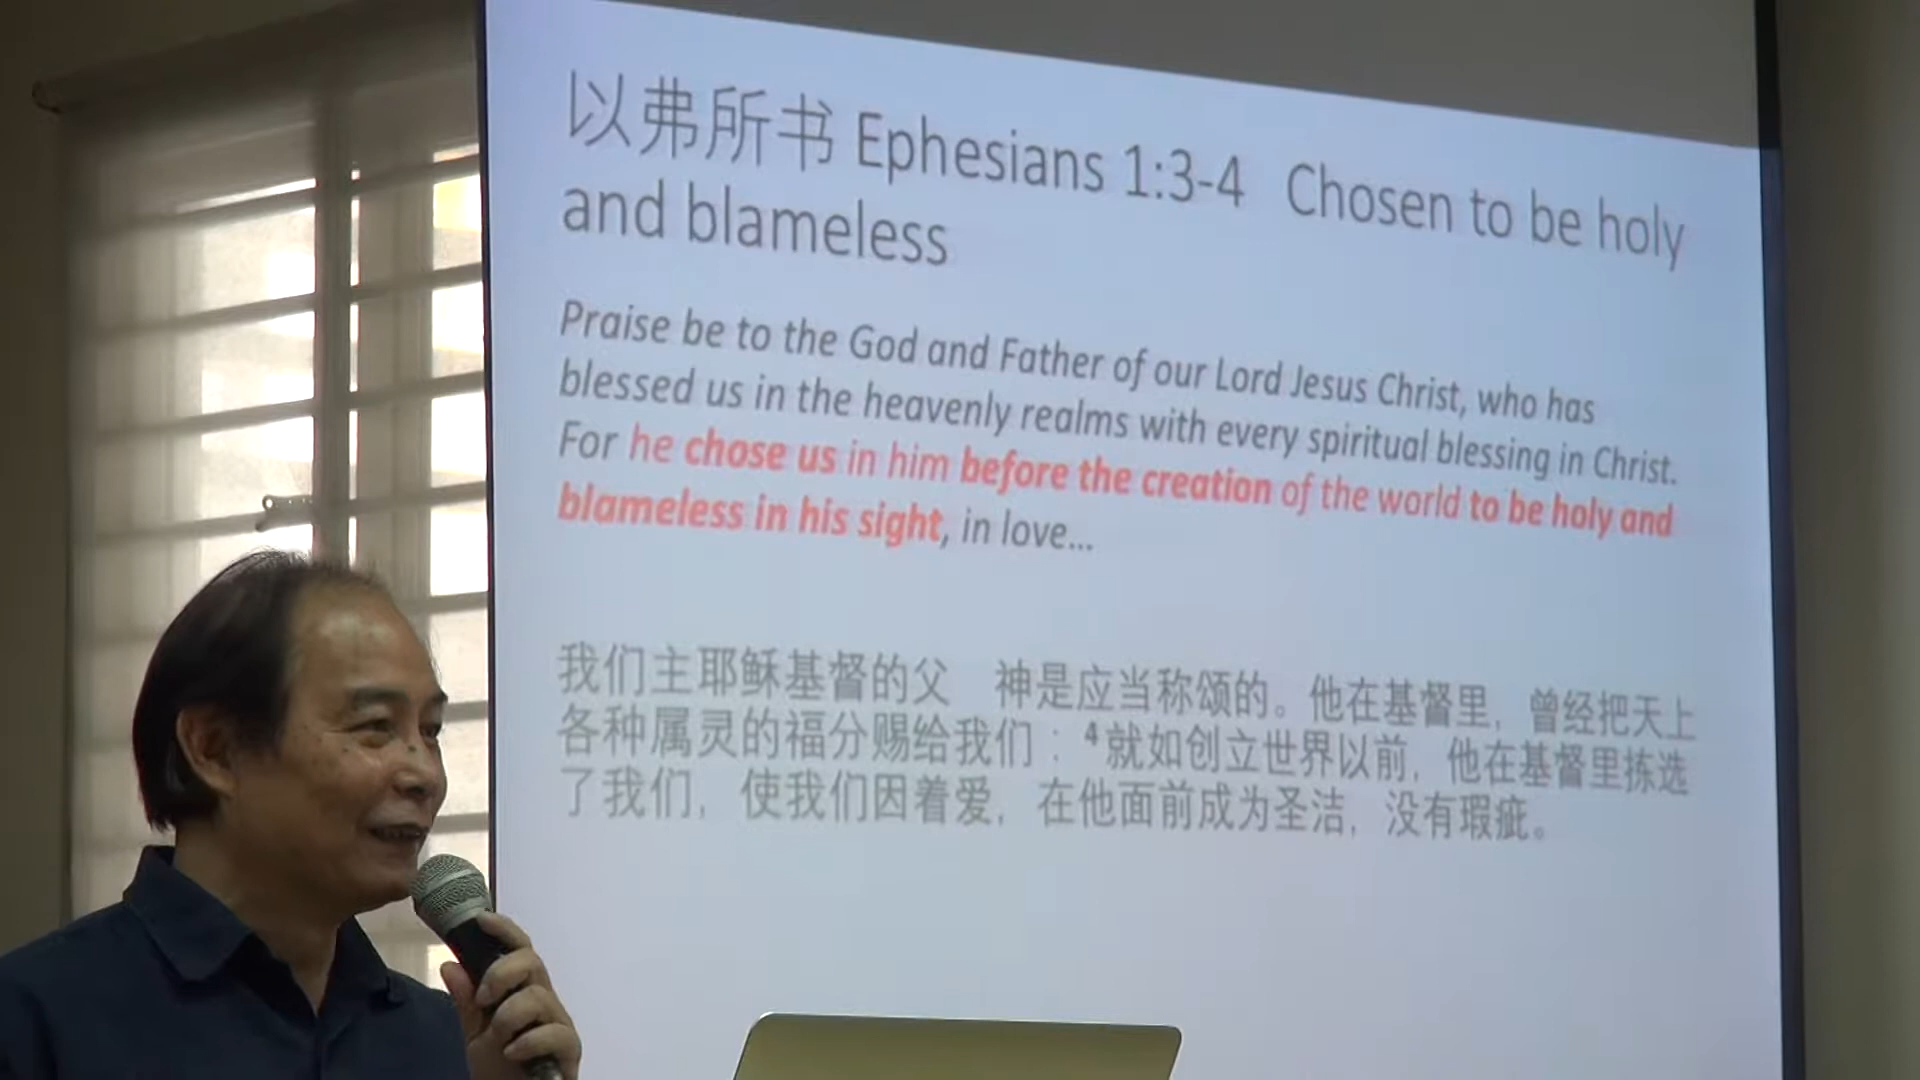 以弗所书 Ephesians 1:3-4 Chosen to be holy
and blameless
Praise be to the God and Father of our Lord Jesus Christ, who has
blessed us in the heavenly realms with every spiritual blessing in Christ.
For he chose us in him before the creation of the world to be holy and
blameless in his sight, in love...
我们主耶稣基督的父 神是应当称颂的。他在基督里，曾经把天上
各种属灵的福分赐给我们：⁴就如创立世界以前，他在基督里拣选
了我们，使我们因着爱，在他面前成为圣洁，没有瑕疵。